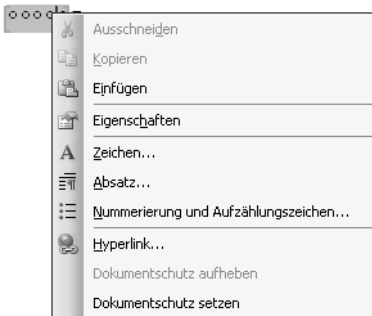 Ausschneiden
Kopieren
Einfügen
Eigenschaften
Zeichen...
Absatz...
Nummerierung und Aufzählungszeichen...
Hyperlink...
Dokumentschutz aufheben
Dokumentschutz setzen